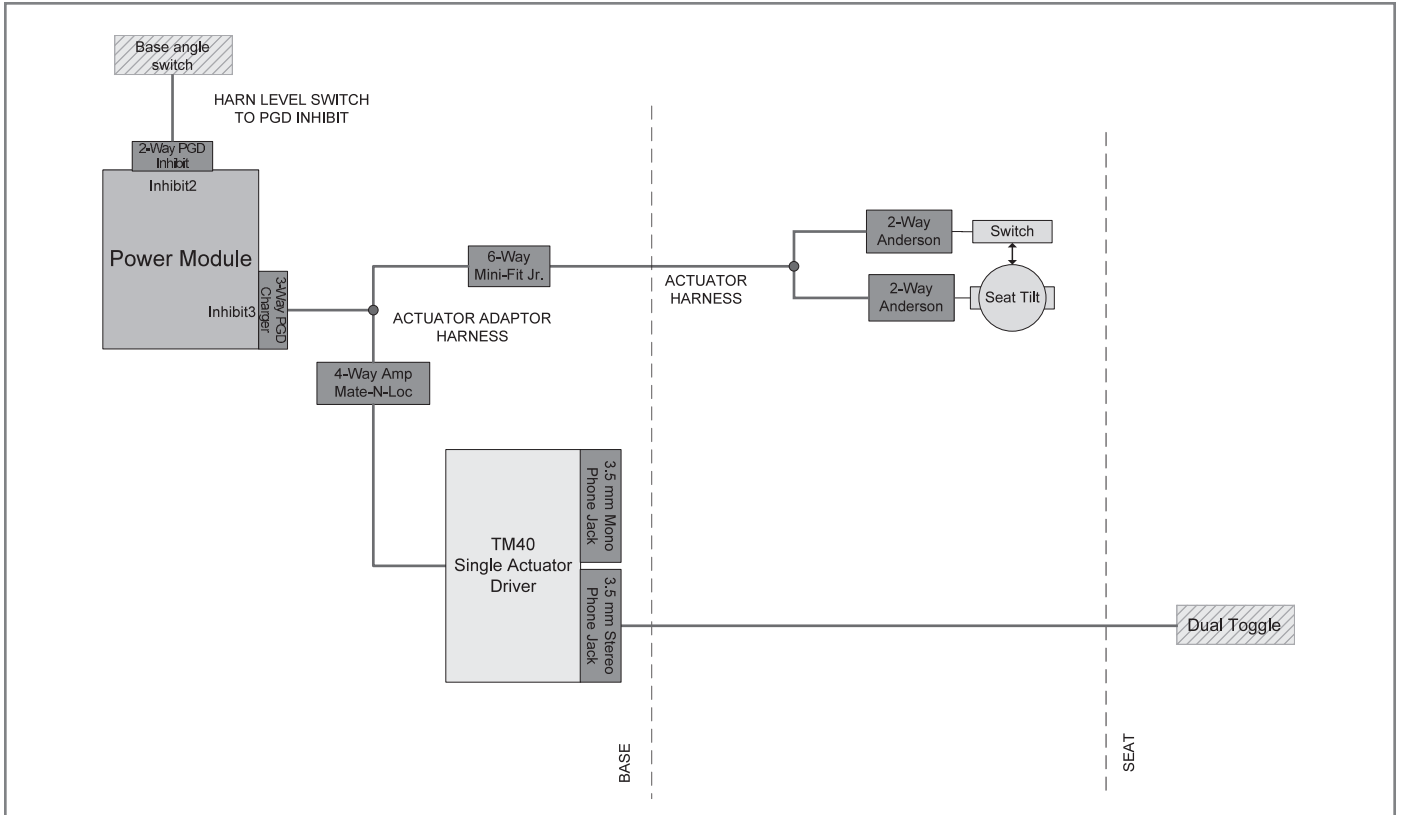 Base angle
switch
HARN LEVEL SWITCH
TO PGD INHIBIT
2-Way PGD
Inhibit
Inhibit2
Power Module
Inhibit3
3-Way PGD
Charger
6-Way
Mini-Fit Jr.
ACTUATOR ADAPTOR
HARNESS
4-Way Amp
Mate-N-Loc
ACTUATOR
HARNESS
2-Way
Anderson
Switch
2-Way
Anderson
Seat Tilt
TM40
Single Actuator
Driver
3.5 mm Mono
Phone Jack
3.5 mm Stereo
Phone Jack
Dual Toggle
BASE
SEAT